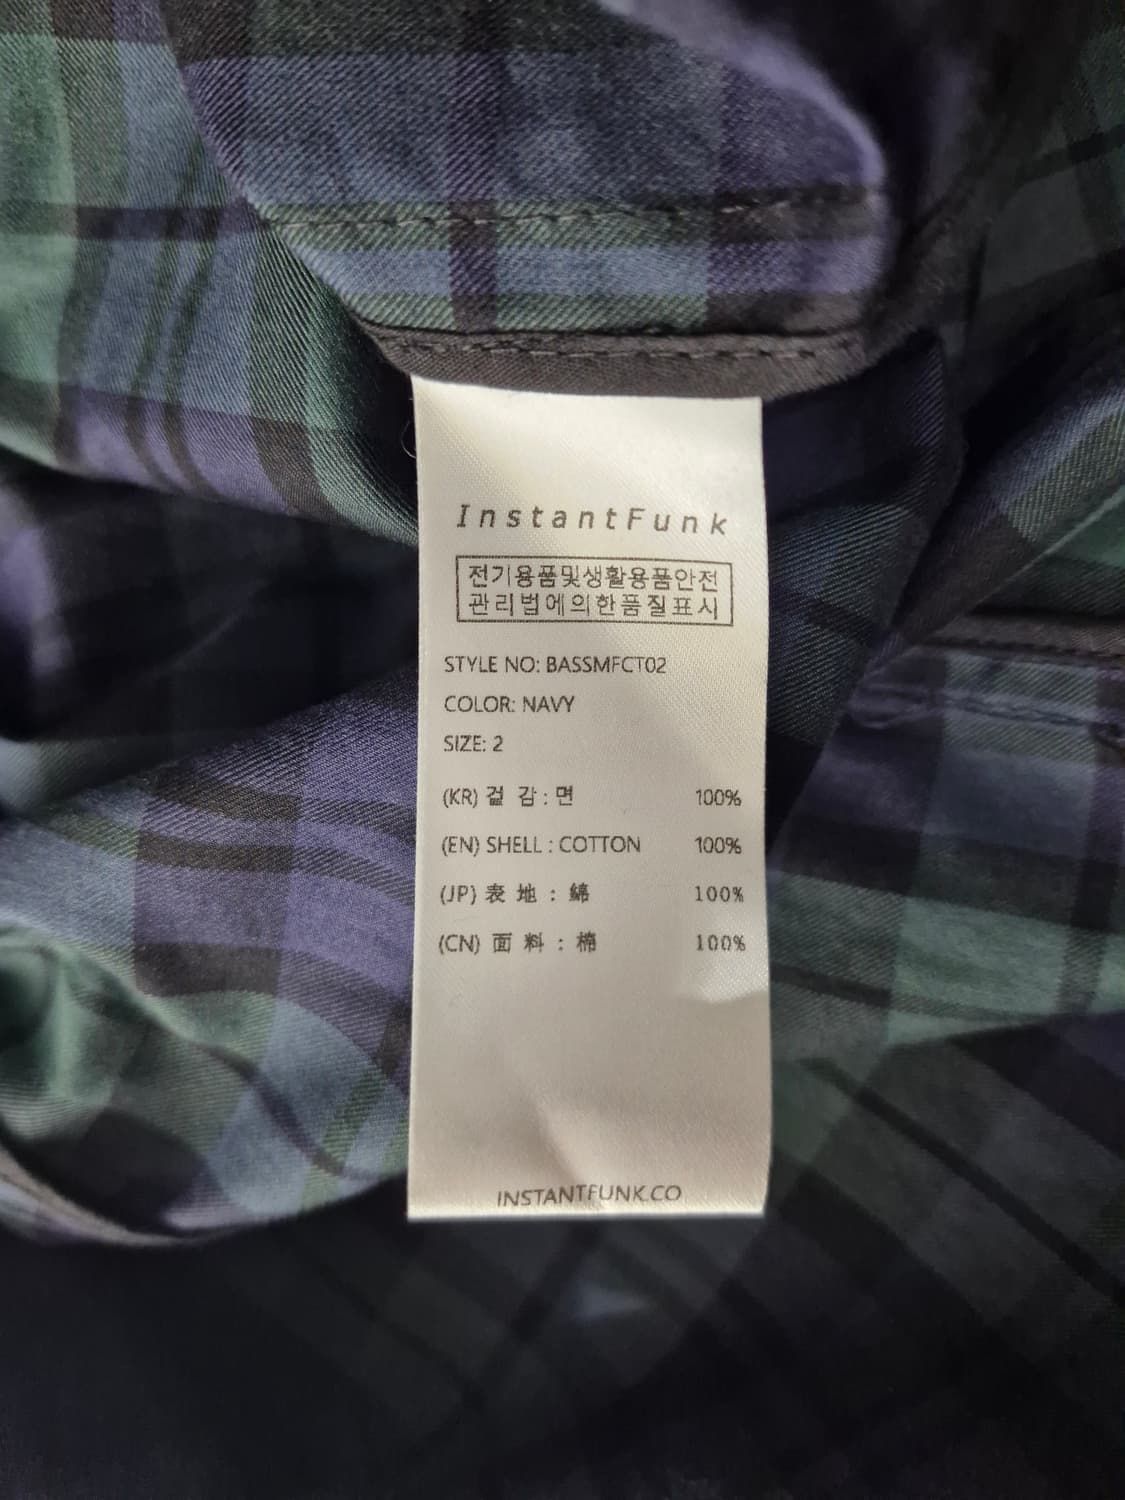 InstantFunk
전기용품및생활용품안전
관리법에의한품질표시
STYLE NO: BASSMFCT02
COLOR: NAVY
SIZE: 2
(KR) 겉 감 : 면 100%
(EN) SHELL : COTTON 100%
(JP) 表 地 : 綿 100%
(CN) 面 料 : 棉 100%
INSTANTFUNK.CO